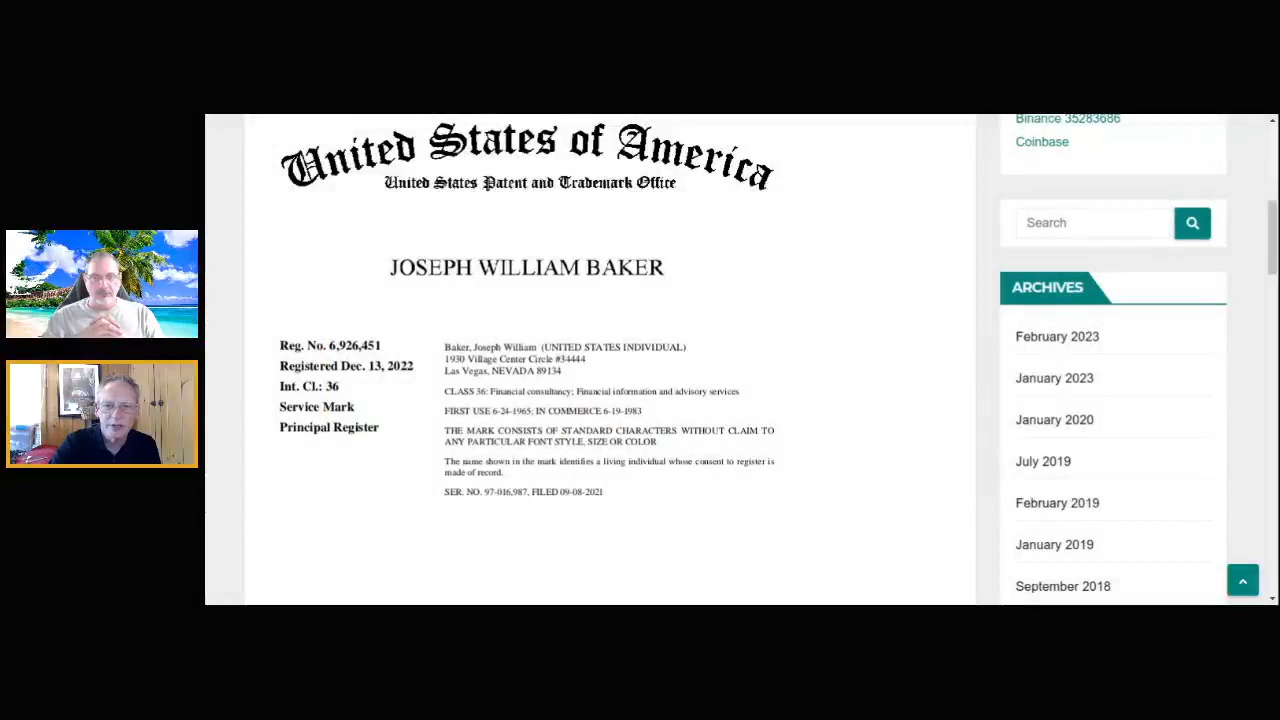 United States of America
United States Patent and Trademark Office
JOSEPH WILLIAM BAKER
Reg. No. 6,926,451
Registered Dec. 13, 2022
Int. Cl.: 36
Service Mark
Principal Register
Baker, Joseph William (UNITED STATES INDIVIDUAL)
1930 Village Center Circle #34444
Las Vegas, NEVADA 89134
CLASS 36: Financial consultancy; Financial information and advisory services
FIRST USE 6-24-1965; IN COMMERCE 6-19-1983
THE MARK CONSISTS OF STANDARD CHARACTERS WITHOUT CLAIM TO
ANY PARTICULAR FONT STYLE, SIZE OR COLOR
The name shown in the mark identifies a living individual whose consent to register is
made of record.
SER. NO. 97-016,987, FILED 09-08-2021
Binance 35283686
Coinbase
Search
ARCHIVES
February 2023
January 2023
January 2020
July 2019
February 2019
January 2019
September 2018